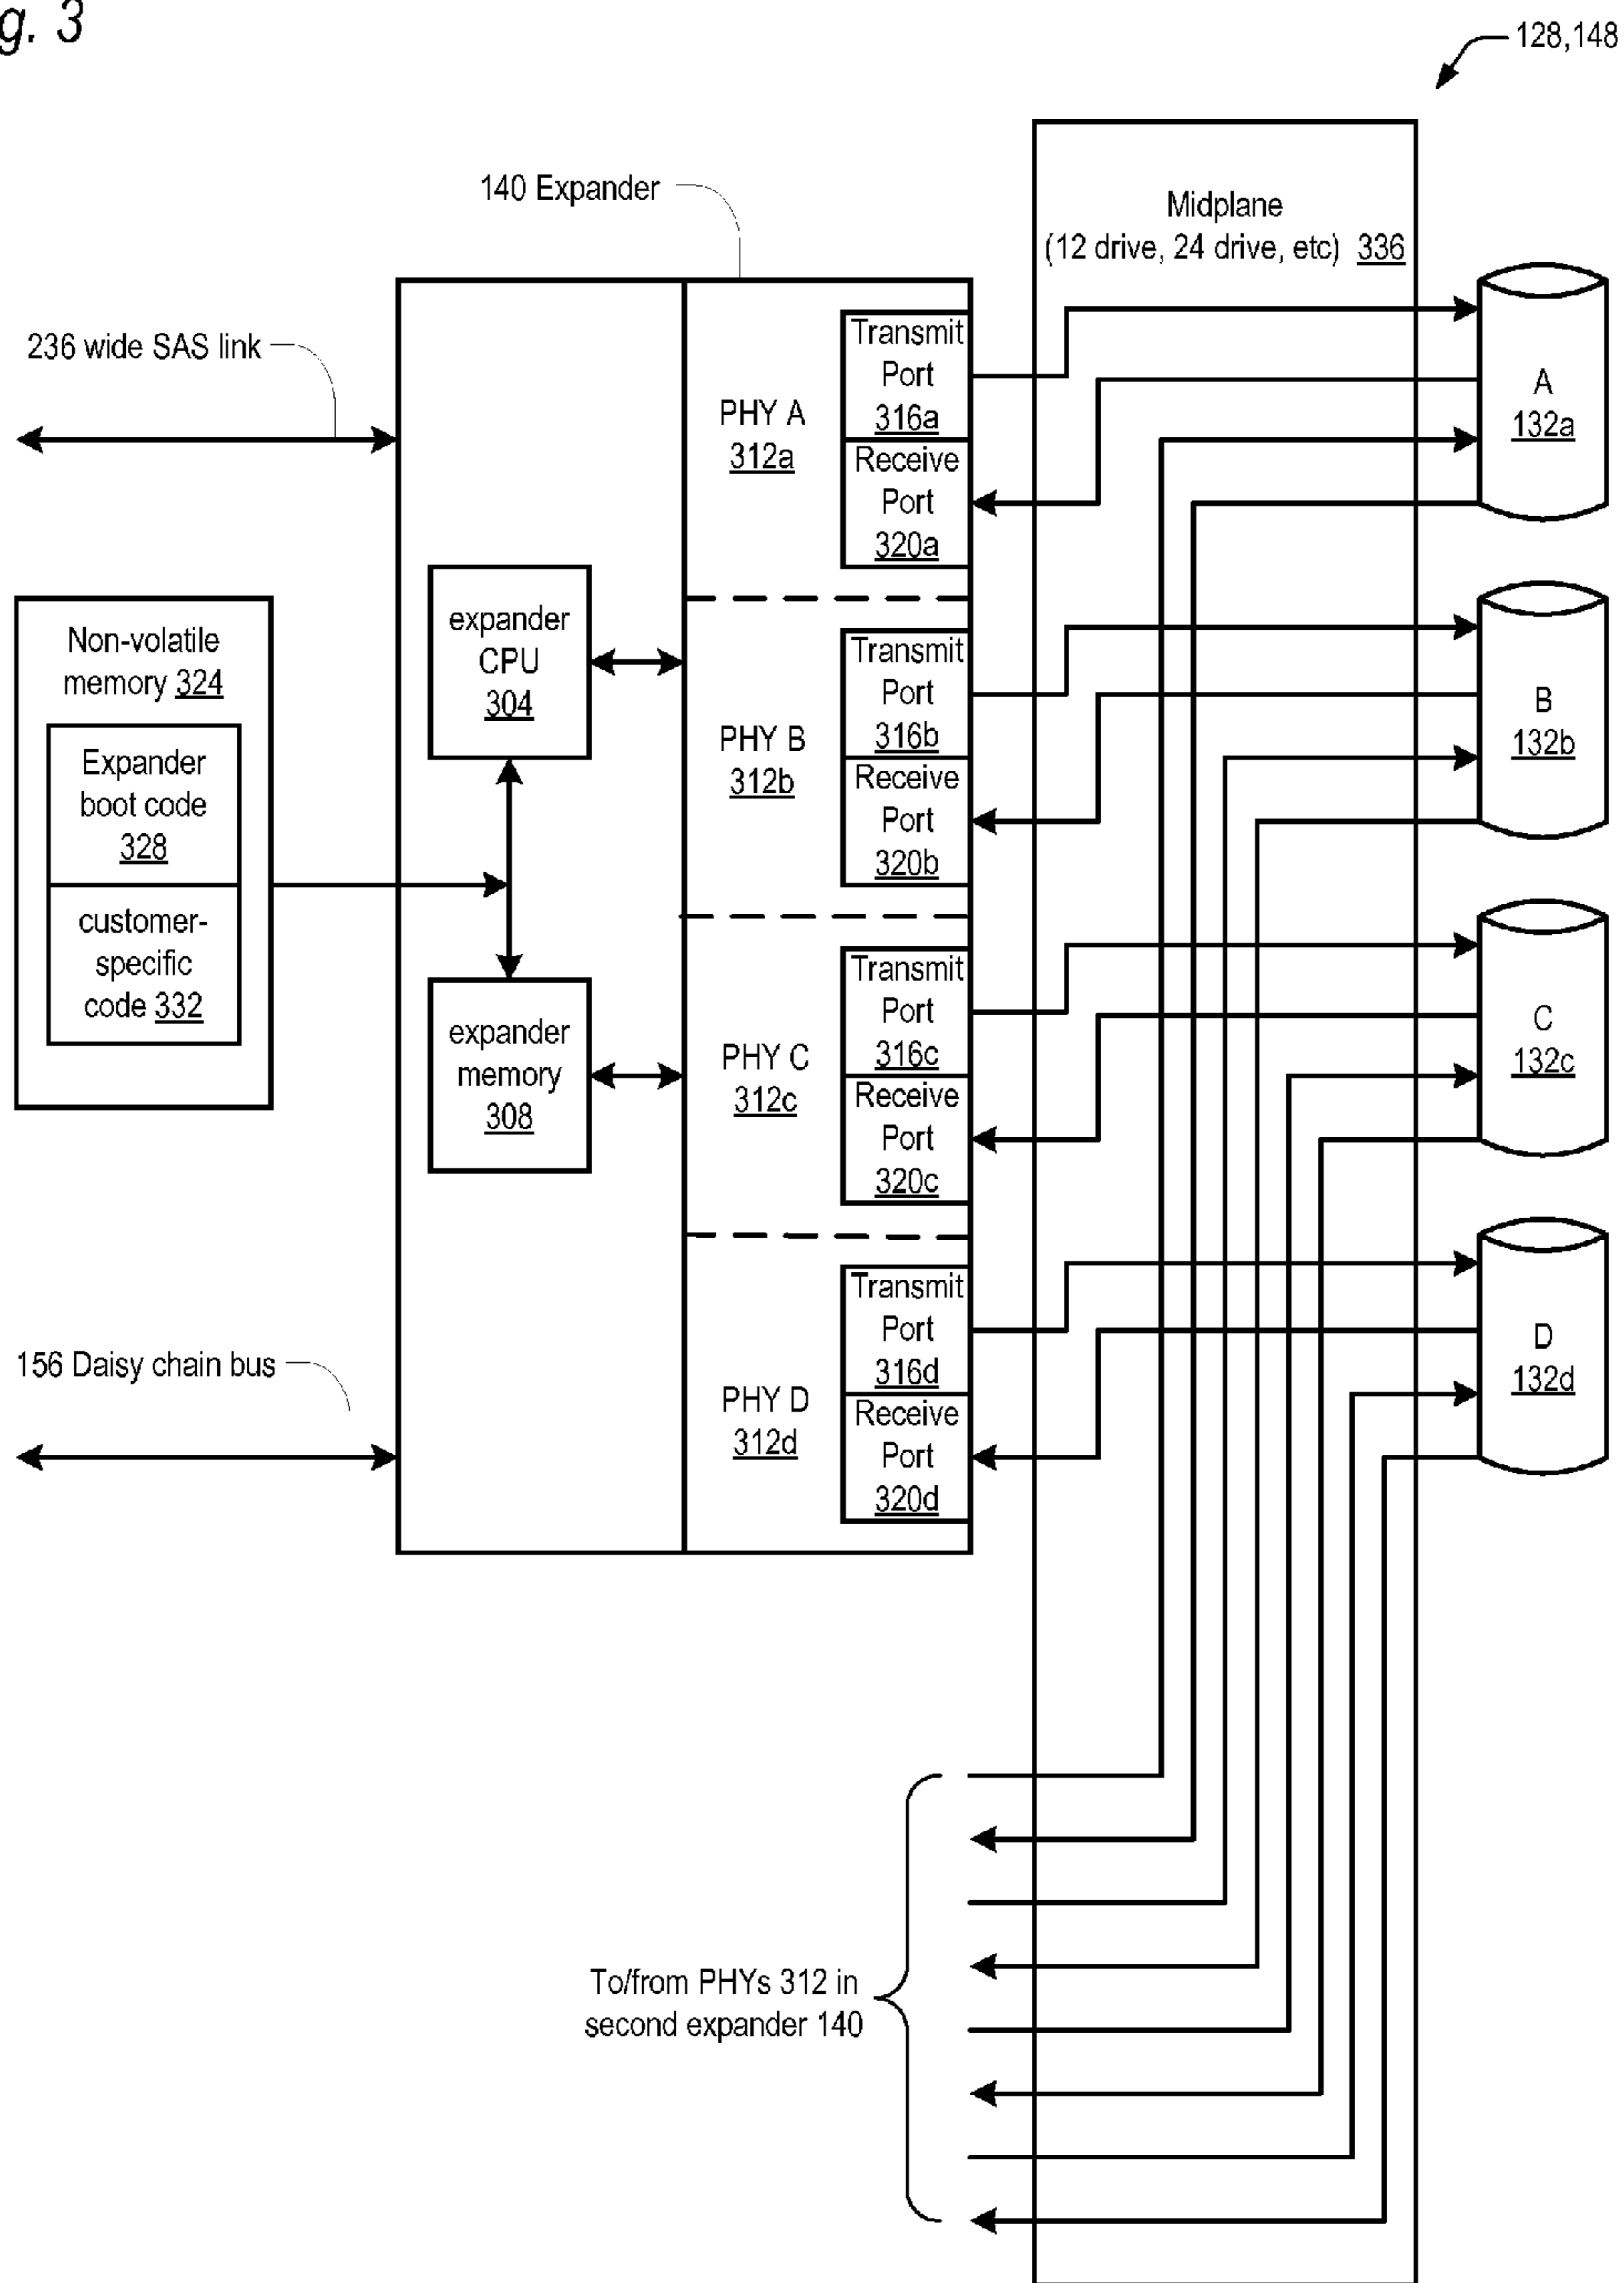 g. 3
128,148
140 Expander
Midplane
(12 drive, 24 drive, etc) 336
236 wide SAS link
Transmit
Port
316a
Receive
Port
320a
PHY A
312a
A
132a
Non-volatile
memory 324
Expander
boot code
328
customer-
specific
code 332
expander
CPU
304
expander
memory
308
Transmit
Port
316b
Receive
Port
320b
PHY B
312b
B
132b
Transmit
Port
316c
Receive
Port
320c
PHY C
312c
C
132c
Transmit
Port
316d
Receive
Port
320d
PHY D
312d
D
132d
156 Daisy chain bus
To/from PHYs 312 in
second expander 140